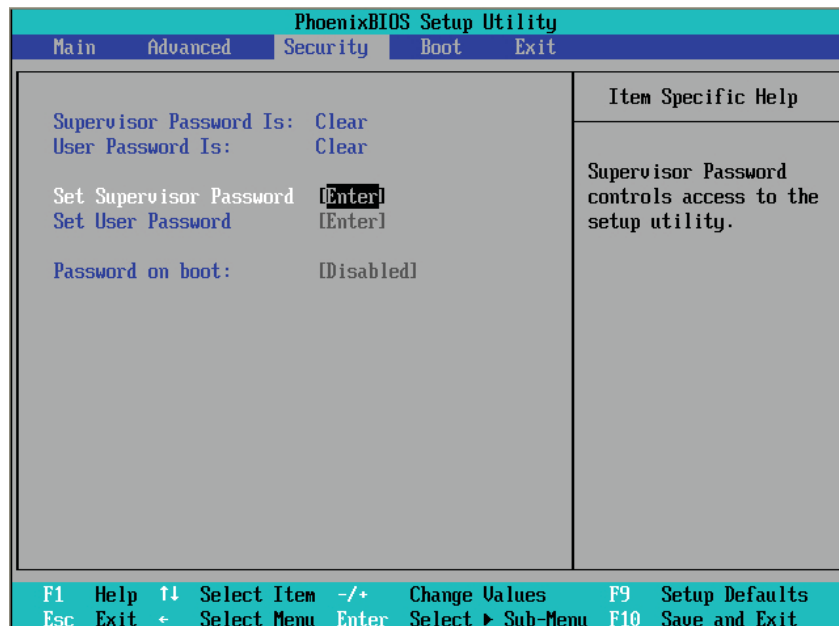 PhoenixBIOS Setup Utility
Main Advanced Security Boot Exit
Item Specific Help
Supervisor Password Is: Clear
User Password Is: Clear
Supervisor Password
controls access to the
setup utility.
Set Supervisor Password [Enter]
Set User Password [Enter]
Password on boot: [Disabled]
F1 Help ↑↓ Select Item -/+ Change Values F9 Setup Defaults
Esc Exit ← Select Menu Enter Select ▶ Sub-Menu F10 Save and Exit